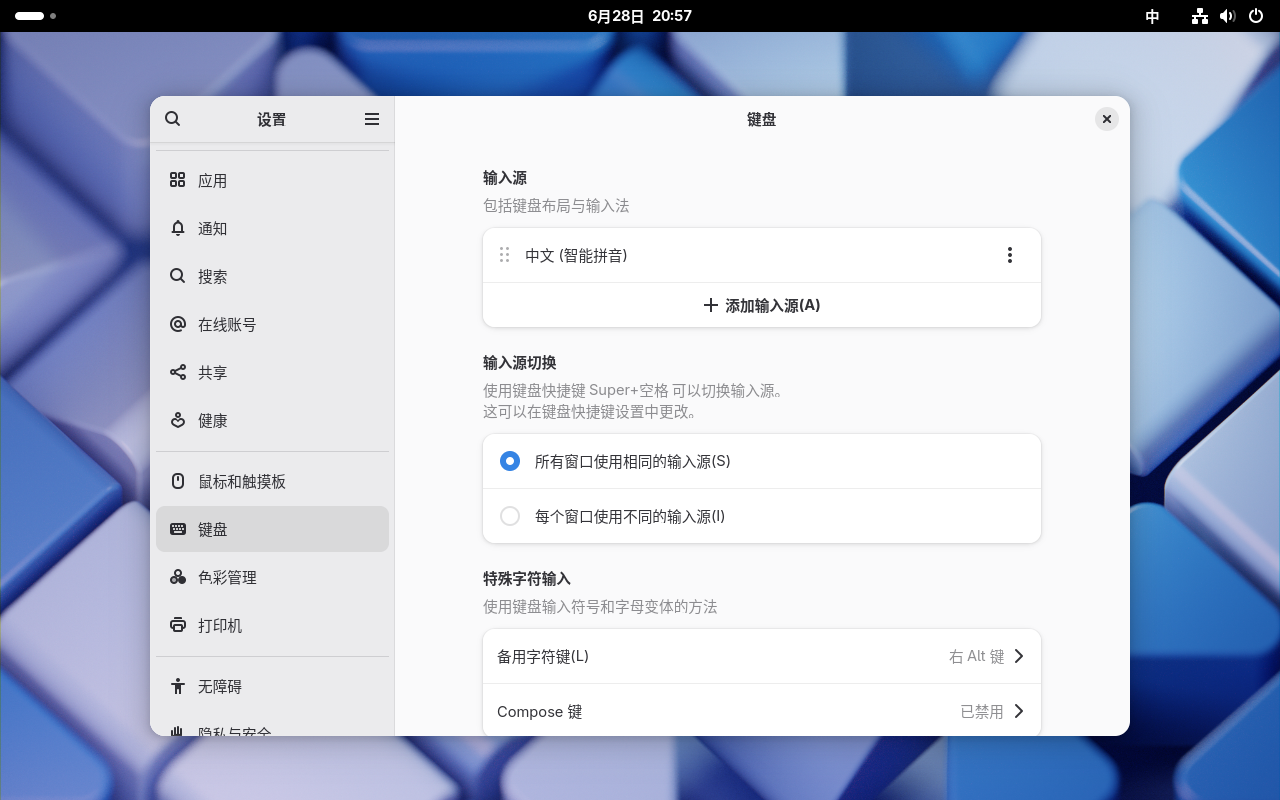 6月28日 20:57
中
设置
键盘
应用
通知
搜索
在线账号
共享
健康
鼠标和触摸板
键盘
色彩管理
打印机
无障碍
隐私与安全
输入源
包括键盘布局与输入法
中文 (智能拼音)
添加输入源(A)
输入源切换
使用键盘快捷键 Super+空格 可以切换输入源。
这可以在键盘快捷键设置中更改。
所有窗口使用相同的输入源(S)
每个窗口使用不同的输入源(I)
特殊字符输入
使用键盘输入符号和字母变体的方法
备用字符键(L) 右 Alt 键
Compose 键 已禁用